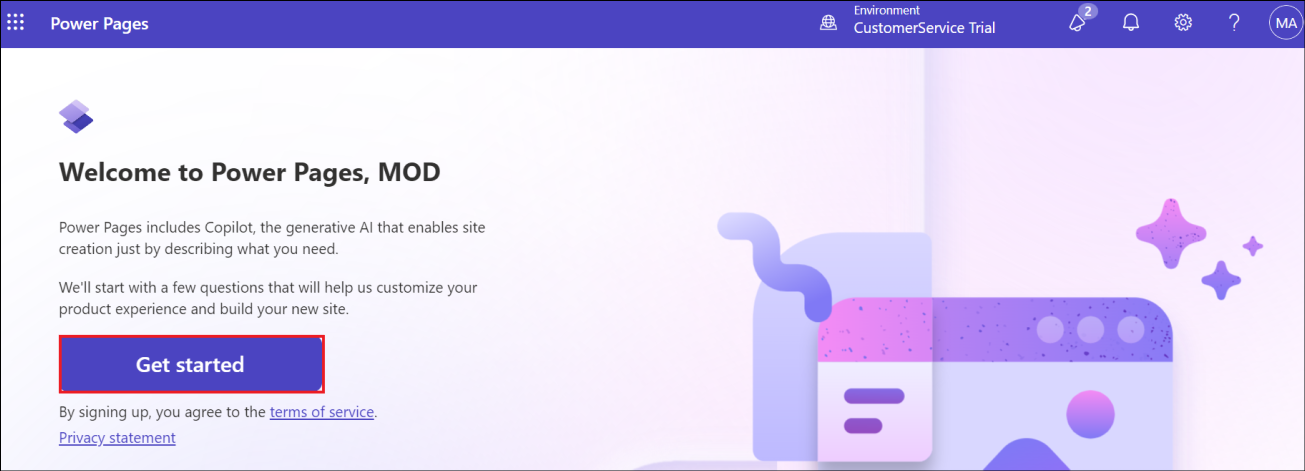 Power Pages
Environment
CustomerService Trial
2
MA
Welcome to Power Pages, MOD
Power Pages includes Copilot, the generative AI that enables site
creation just by describing what you need.
We'll start with a few questions that will help us customize your
product experience and build your new site.
Get started
By signing up, you agree to the terms of service.
Privacy statement